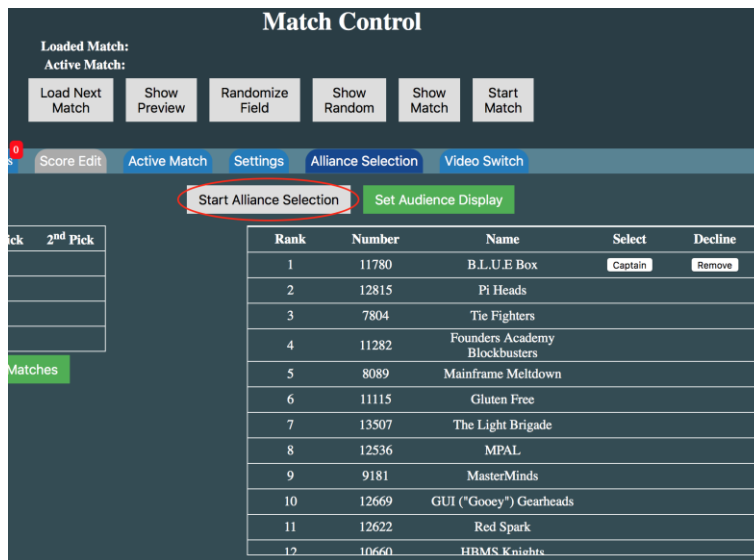 Match Control
Loaded Match:
Active Match:
Load Next Match
Show Preview
Randomize Field
Show Random
Show Match
Start Match
0
s
Score Edit
Active Match
Settings
Alliance Selection
Video Switch
Start Alliance Selection
Set Audience Display
ick 2nd Pick
Matches
Rank Number Name Select Decline
1 11780 B.L.U.E Box Captain Remove
2 12815 Pi Heads
3 7804 Tie Fighters
4 11282 Founders Academy Blockbusters
5 8089 Mainframe Meltdown
6 11115 Gluten Free
7 13507 The Light Brigade
8 12536 MPAL
9 9181 MasterMinds
10 12669 GUI ("Gooey") Gearheads
11 12622 Red Spark
12 10660 HBMS Knights